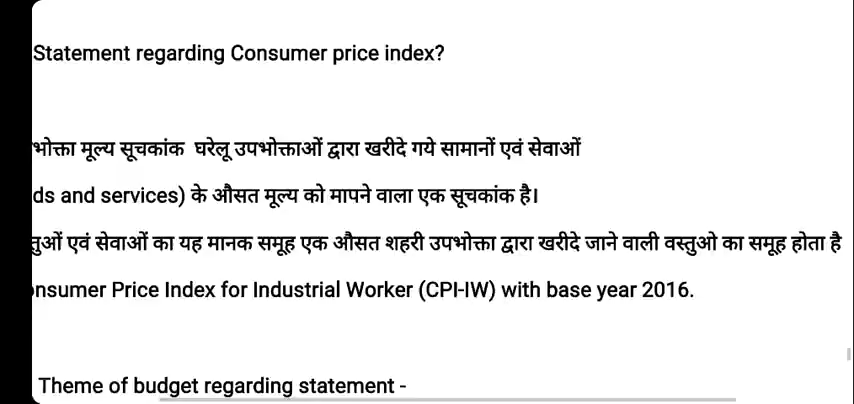 Statement regarding Consumer price index?
भोक्ता मूल्य सूचकांक घरेलू उपभोक्ताओं द्वारा खरीदे गये सामानों एवं सेवाओं
ds and services) के औसत मूल्य को मापने वाला एक सूचकांक है।
तुओं एवं सेवाओं का यह मानक समूह एक औसत शहरी उपभोक्ता द्वारा खरीदे जाने वाली वस्तुओ का समूह होता है
nsumer Price Index for Industrial Worker (CPI-IW) with base year 2016.
Theme of budget regarding statement -